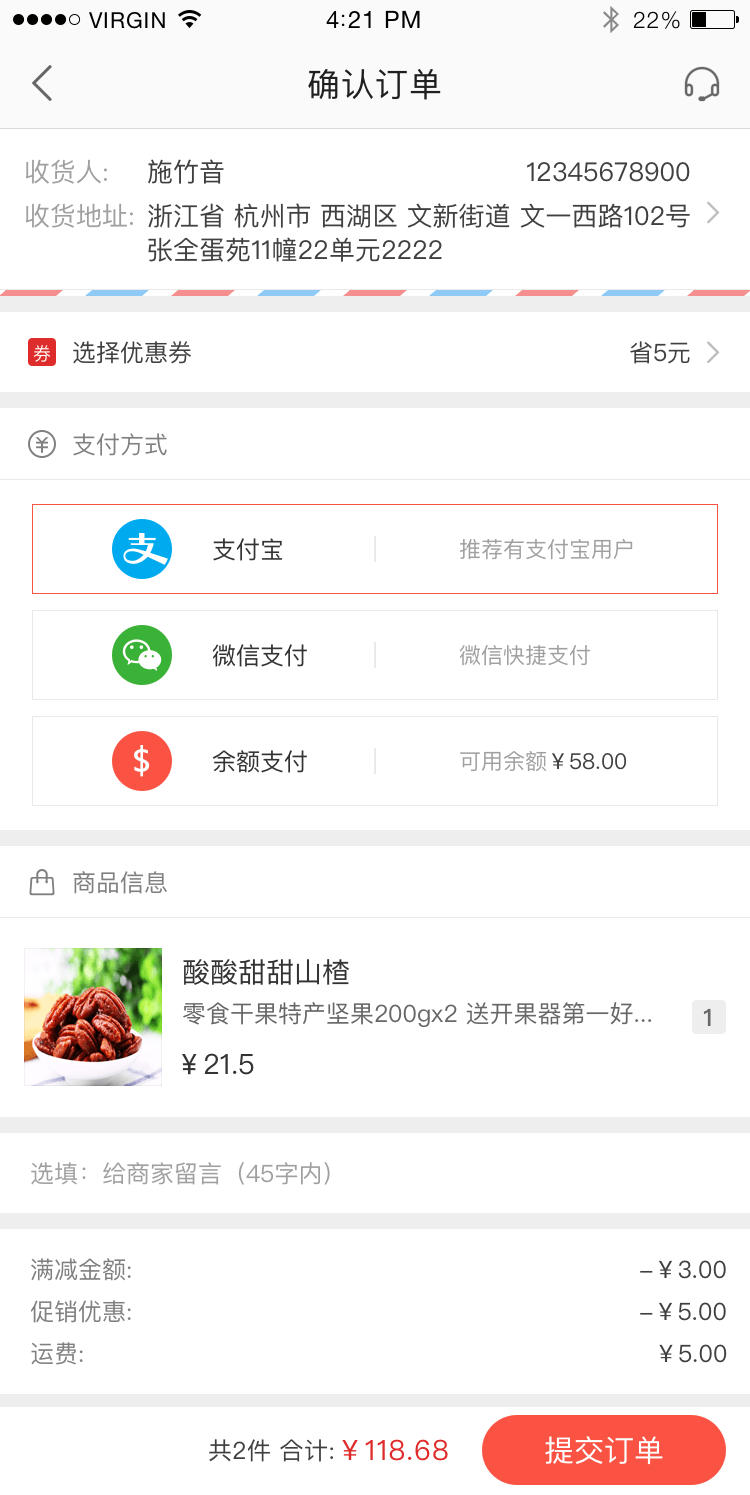 VIRGIN 4:21 PM 22%
确认订单
收货人: 施竹音 12345678900
收货地址: 浙江省 杭州市 西湖区 文新街道 文一西路102号
张全蛋苑11幢22单元2222
券 选择优惠券 省5元
支付方式
支 支付宝 推荐有支付宝用户
微信支付 微信快捷支付
$ 余额支付 可用余额 ¥ 58.00
商品信息
酸酸甜甜山楂
零食干果特产坚果200gx2 送开果器第一好... 1
¥ 21.5
选填：给商家留言（45字内）
满减金额: – ¥ 3.00
促销优惠: – ¥ 5.00
运费: ¥ 5.00
共2件 合计: ¥ 118.68 提交订单